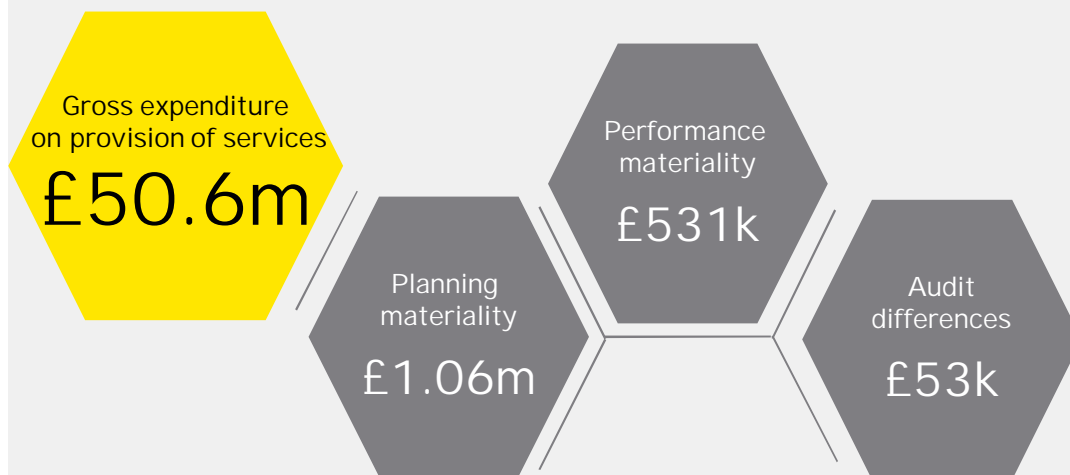 Gross expenditure
on provision of services
£50.6m
Planning
materiality
£1.06m
Performance
materiality
£531k
Audit
differences
£53k